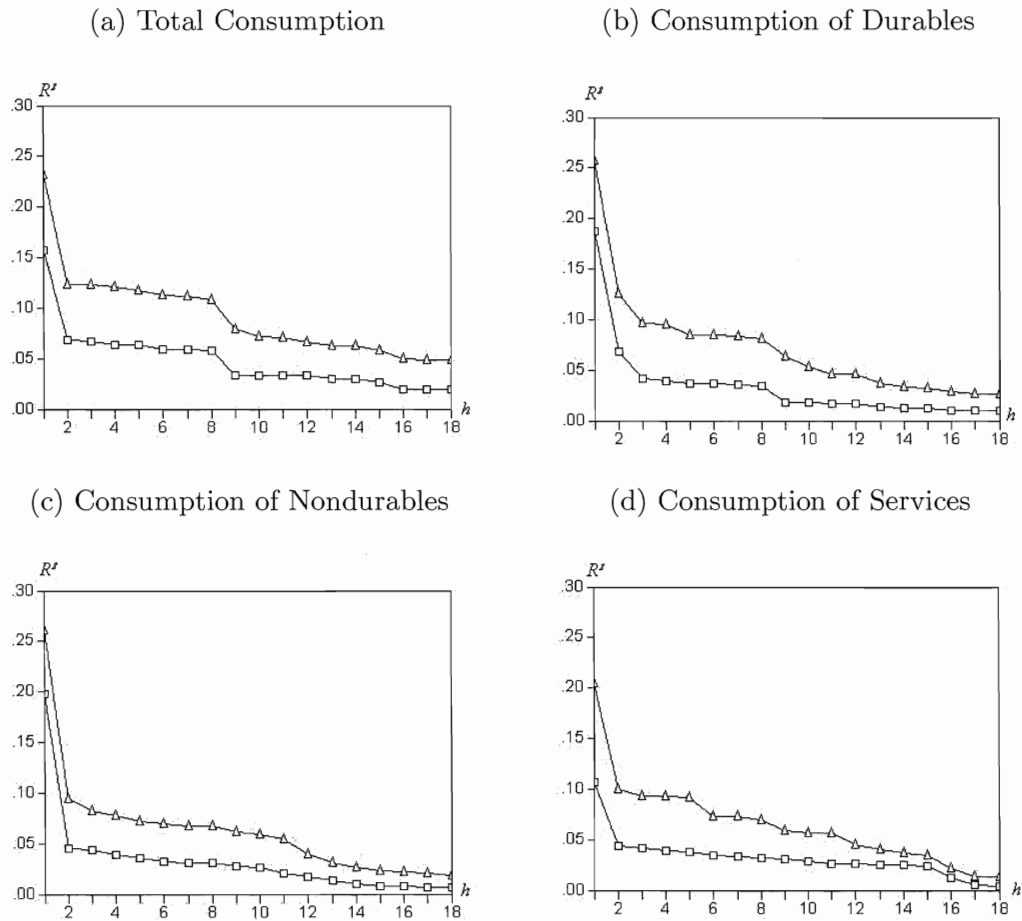 (a) Total Consumption
(b) Consumption of Durables
R²
.30
.25
.20
.15
.10
.05
.00
2 4 6 8 10 12 14 16 18
h
R²
.30
.25
.20
.15
.10
.05
.00
2 4 6 8 10 12 14 16 18
h
(c) Consumption of Nondurables
(d) Consumption of Services
R²
.30
.25
.20
.15
.10
.05
.00
2 4 6 8 10 12 14 16 18
h
R²
.30
.25
.20
.15
.10
.05
.00
2 4 6 8 10 12 14 16 18
h